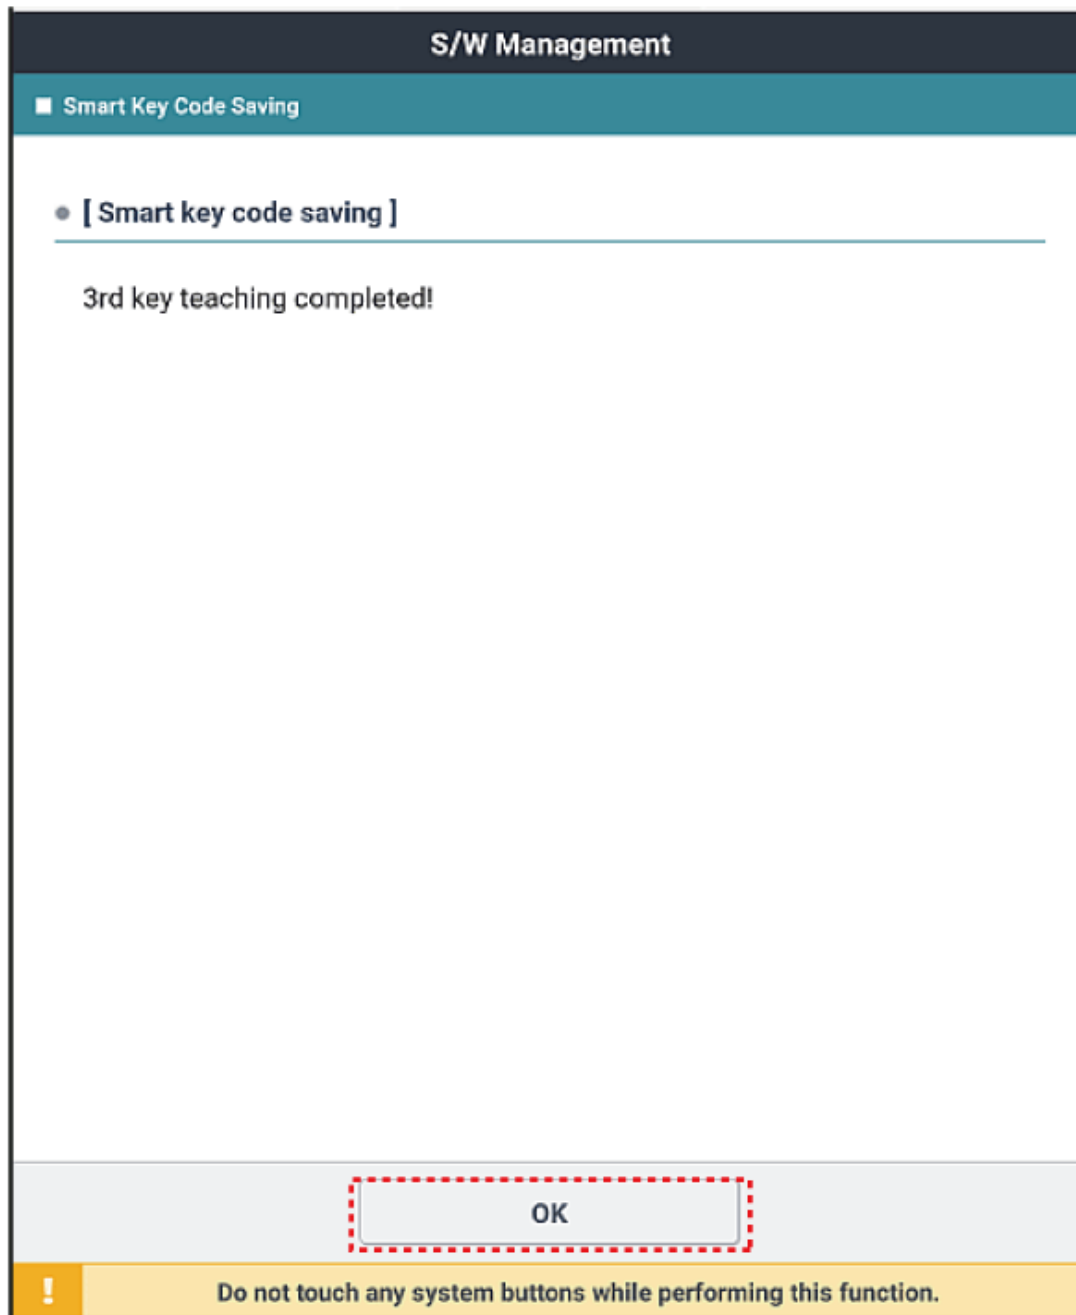 S/W Management
Smart Key Code Saving
[ Smart key code saving ]
3rd key teaching completed!
OK
! Do not touch any system buttons while performing this function.